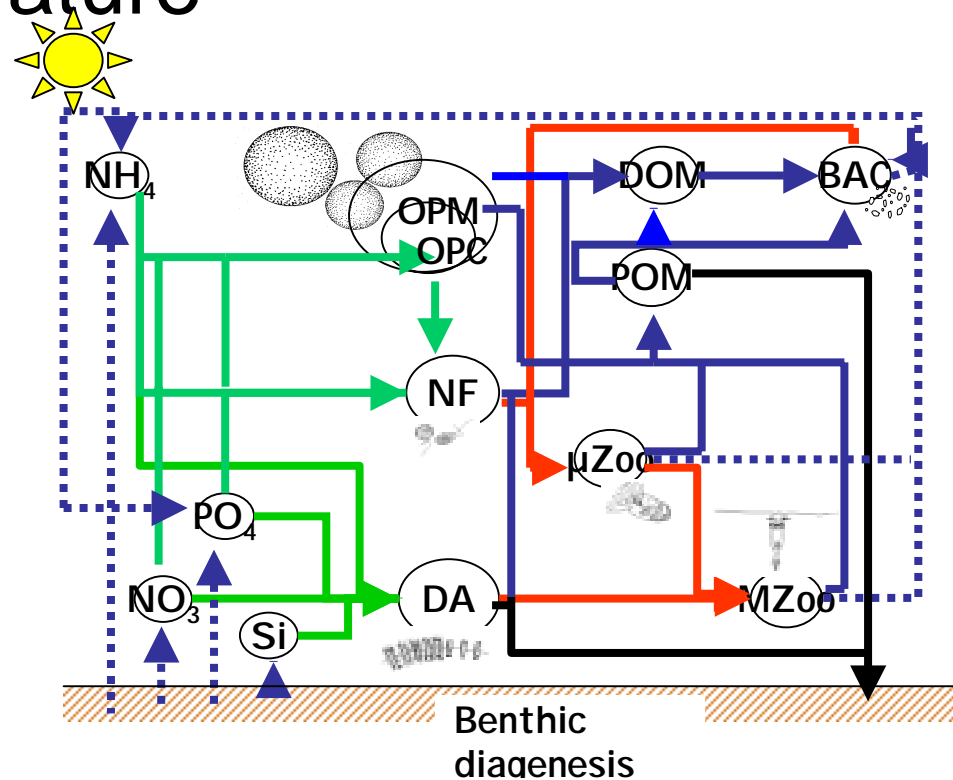 NH4
DOM
BAC
OPM
OPC
POM
NF
µZoo
PO4
NO3
DA
MZoo
Si
Benthic
diagenesis